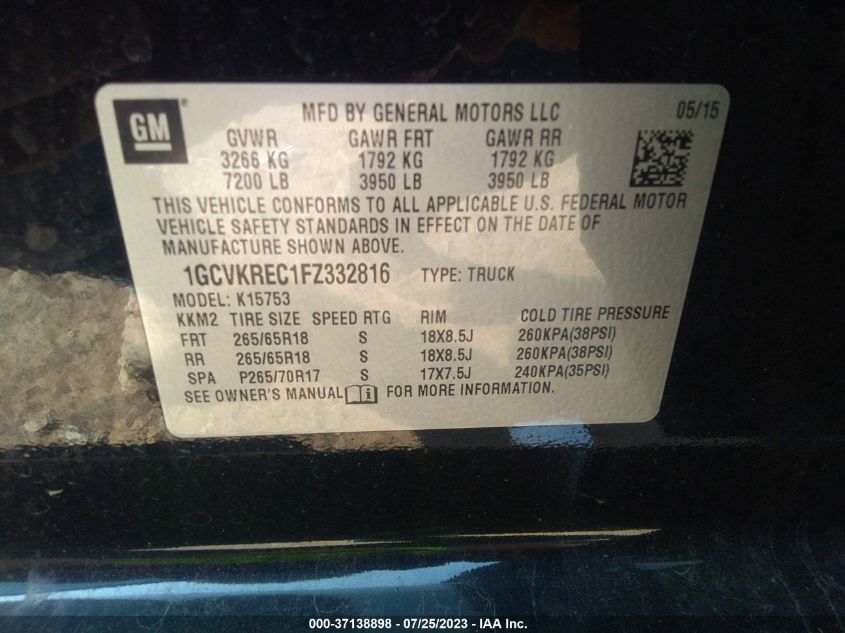 GM ® MFD BY GENERAL MOTORS LLC 05/15
GVWR GAWR FRT GAWR RR
3266 KG 1792 KG 1792 KG
7200 LB 3950 LB 3950 LB
THIS VEHICLE CONFORMS TO ALL APPLICABLE U.S. FEDERAL MOTOR
VEHICLE SAFETY STANDARDS IN EFFECT ON THE DATE OF
MANUFACTURE SHOWN ABOVE.
1GCVKREC1FZ332816 TYPE: TRUCK
MODEL: K15753
KKM2 TIRE SIZE SPEED RTG RIM COLD TIRE PRESSURE
FRT 265/65R18 S 18X8.5J 260KPA(38PSI)
RR 265/65R18 S 18X8.5J 260KPA(38PSI)
SPA P265/70R17 S 17X7.5J 240KPA(35PSI)
SEE OWNER'S MANUAL i FOR MORE INFORMATION.
000-37138898 - 07/25/2023 - IAA Inc.